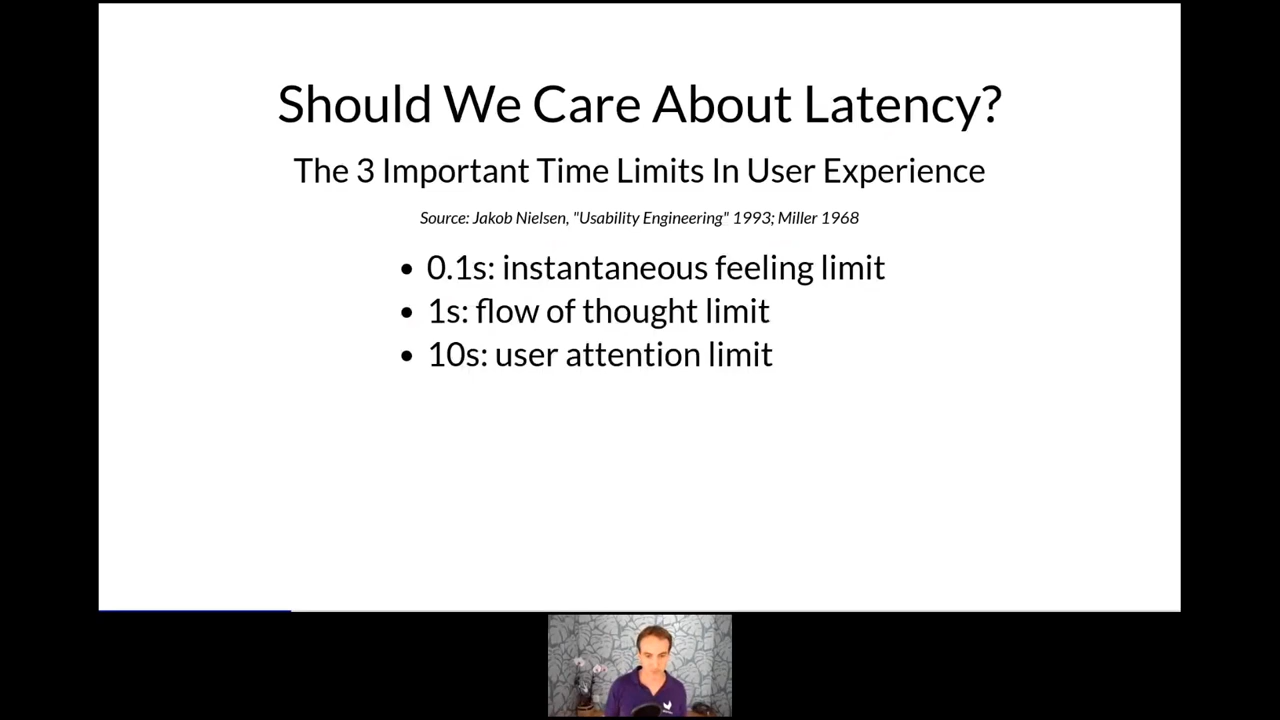 Should We Care About Latency?
The 3 Important Time Limits In User Experience
Source: Jakob Nielsen, "Usability Engineering" 1993; Miller 1968
• 0.1s: instantaneous feeling limit
• 1s: flow of thought limit
• 10s: user attention limit